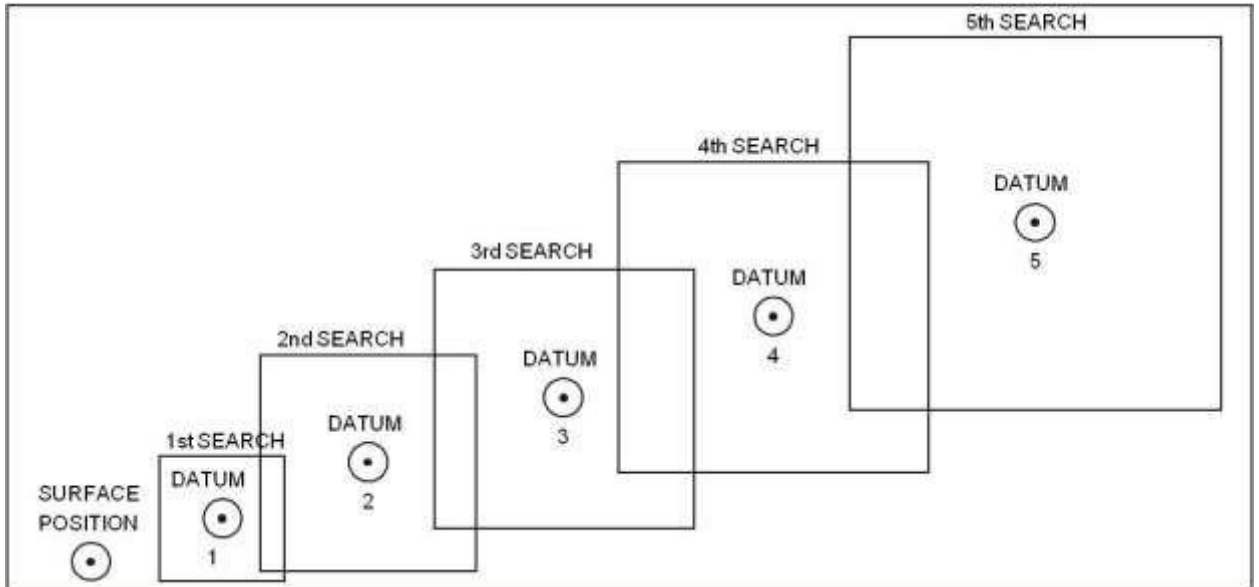 5th SEARCH
4th SEARCH
DATUM
5
3rd SEARCH
DATUM
4
2nd SEARCH
DATUM
3
1st SEARCH
DATUM
2
SURFACE
POSITION
DATUM
1